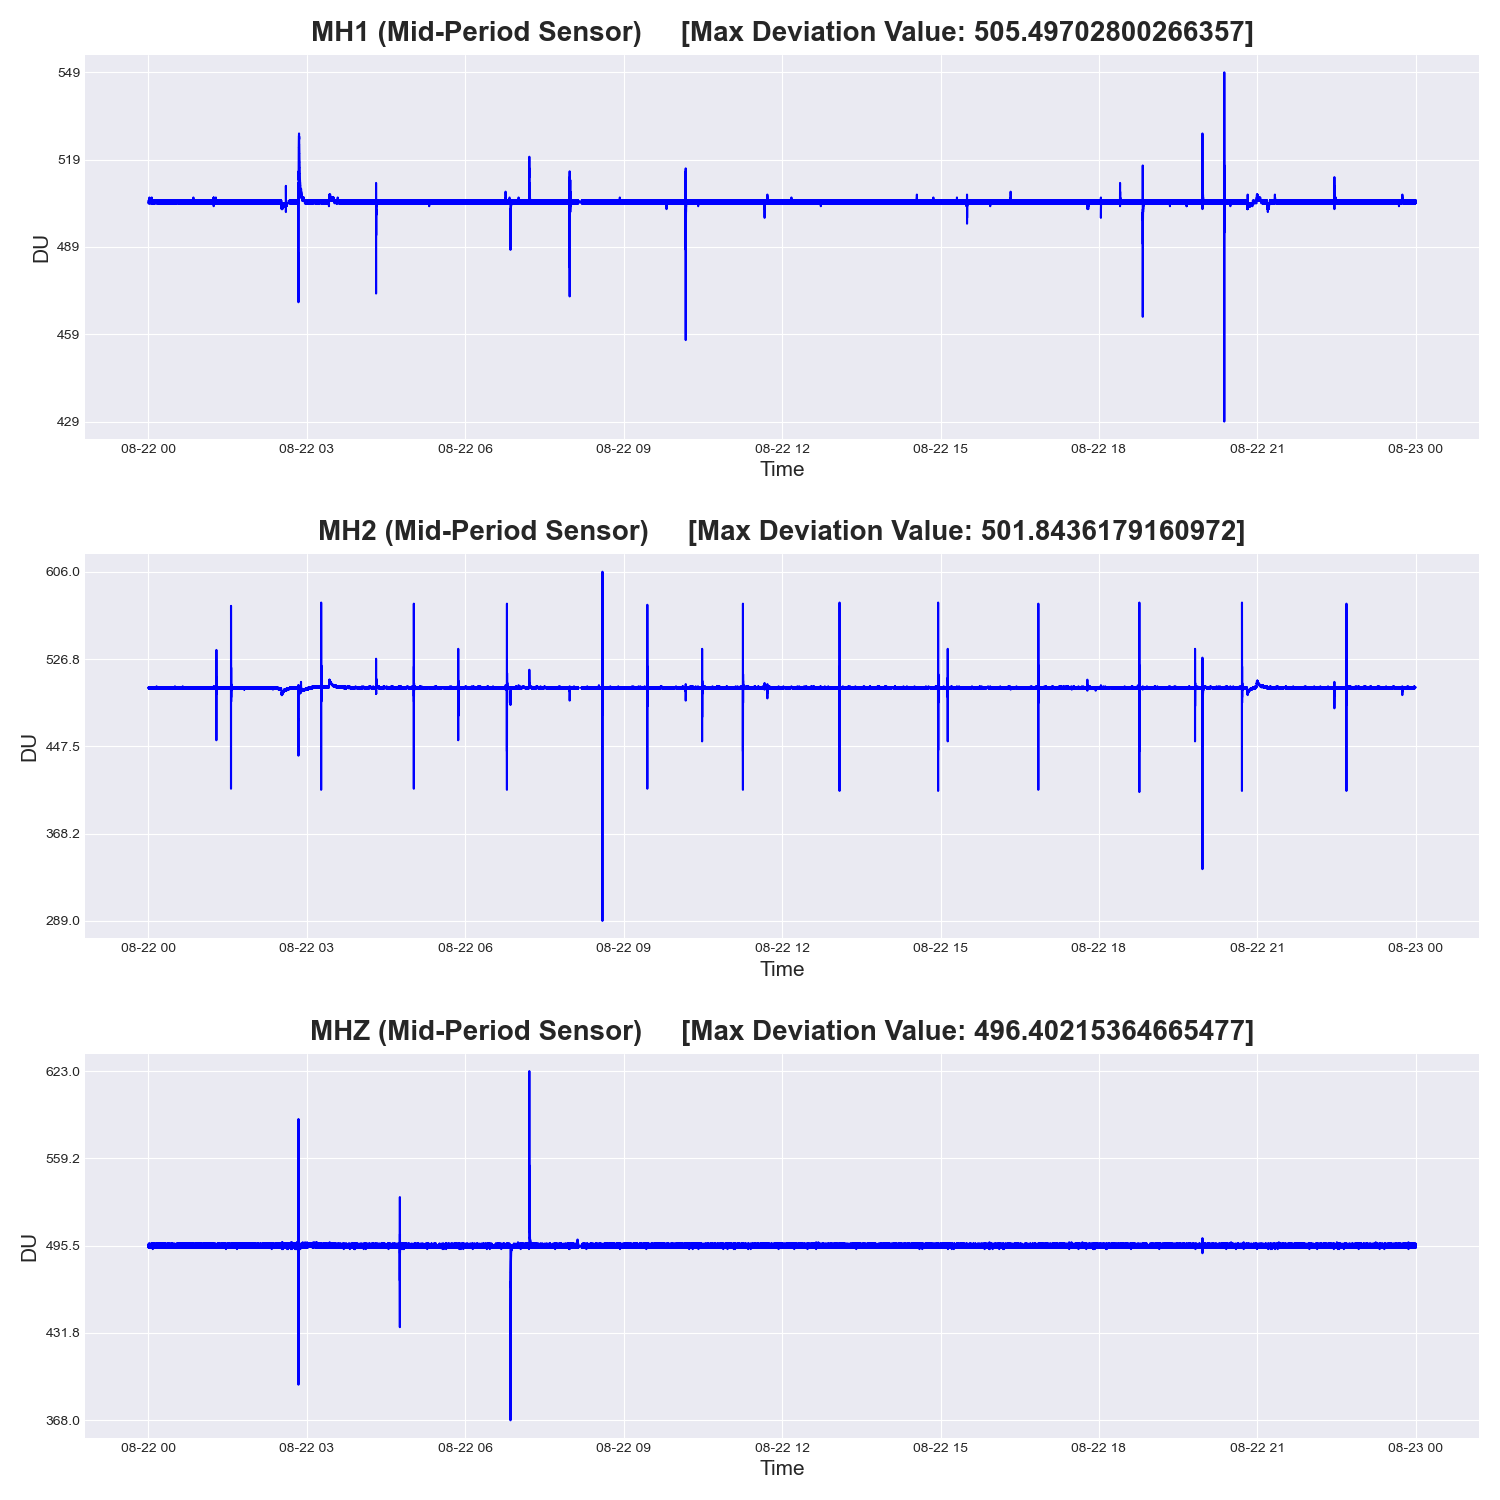 MH1 (Mid-Period Sensor) [Max Deviation Value: 505.49702800266357]
549
519
489
459
429
DU
08-22 00 08-22 03 08-22 06 08-22 09 08-22 12 08-22 15 08-22 18 08-22 21 08-23 00
Time
MH2 (Mid-Period Sensor) [Max Deviation Value: 501.8436179160972]
606.0
526.8
447.5
368.2
289.0
DU
08-22 00 08-22 03 08-22 06 08-22 09 08-22 12 08-22 15 08-22 18 08-22 21 08-23 00
Time
MHZ (Mid-Period Sensor) [Max Deviation Value: 496.40215364665477]
623.0
559.2
495.5
431.8
368.0
DU
08-22 00 08-22 03 08-22 06 08-22 09 08-22 12 08-22 15 08-22 18 08-22 21 08-23 00
Time